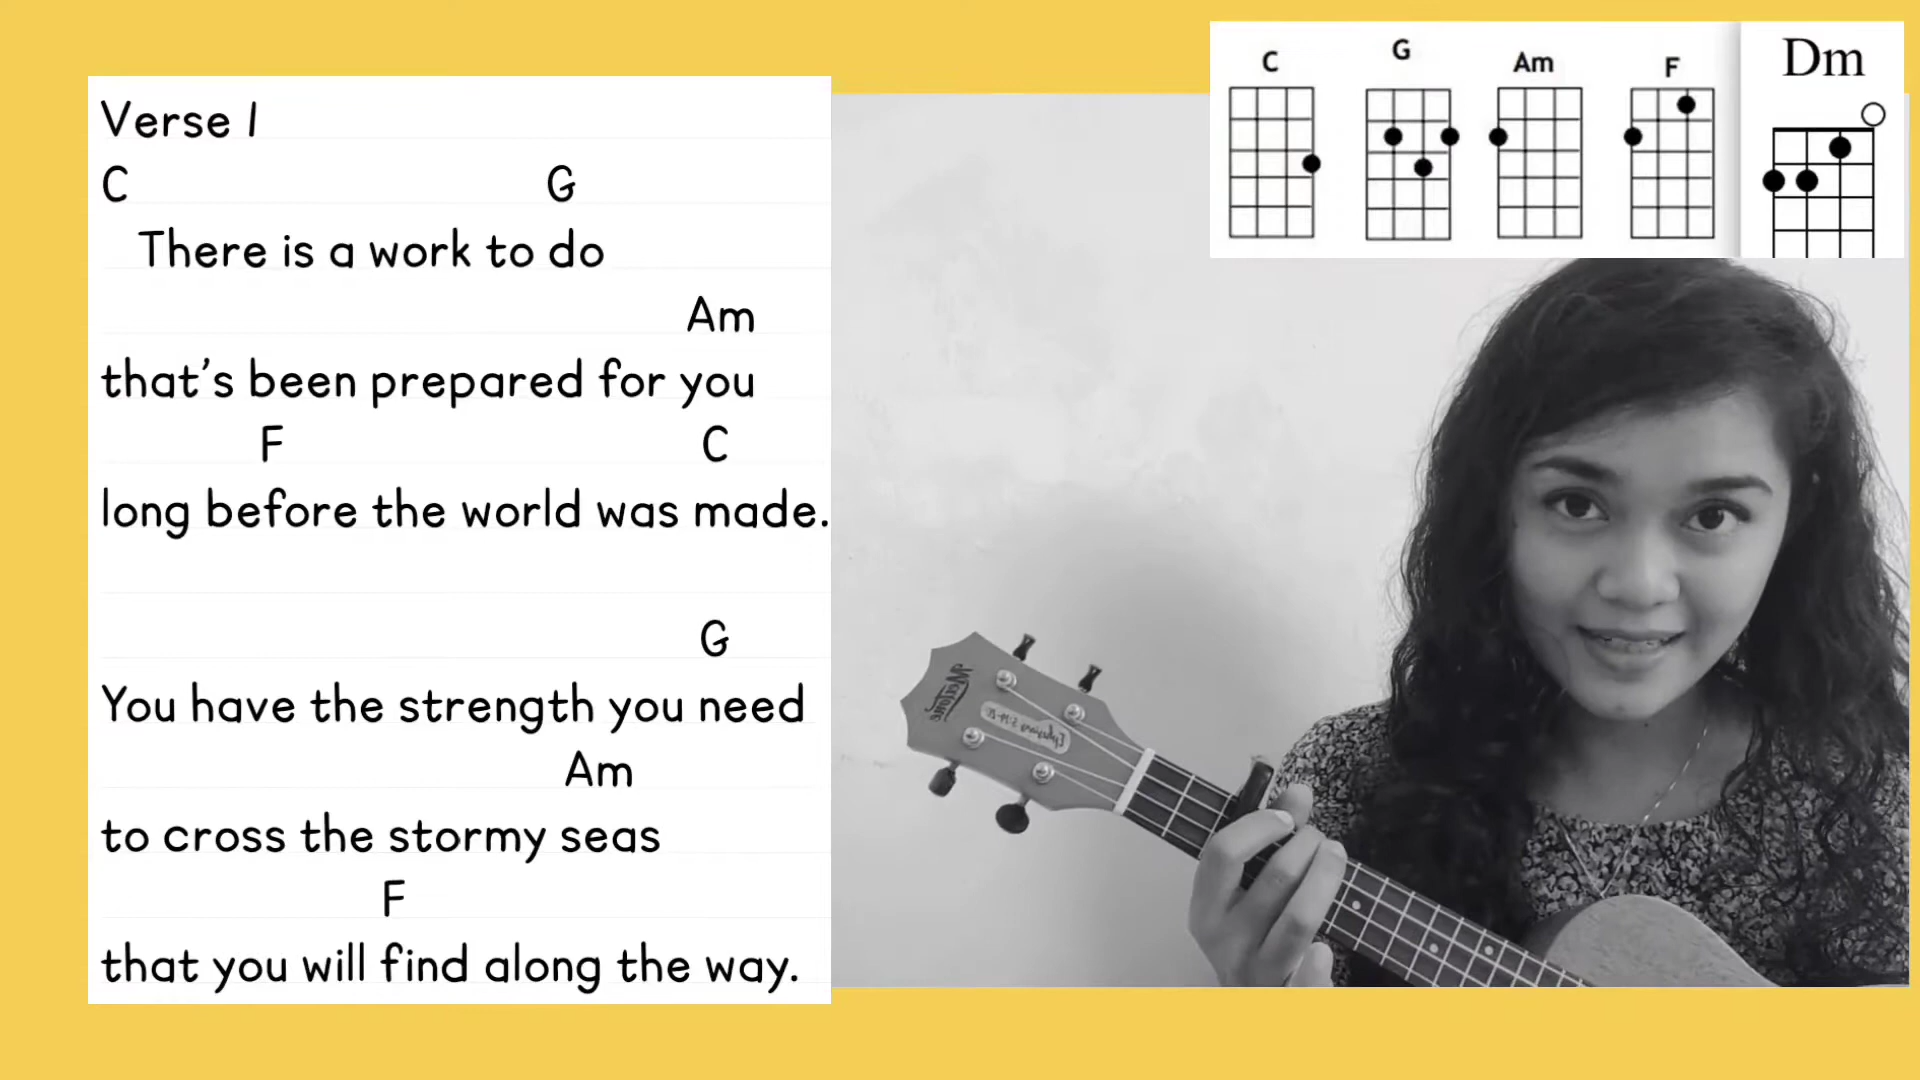 Verse 1
C G
There is a work to do
Am
that's been prepared for you
F C
long before the world was made.
G
You have the strength you need
Am
to cross the stormy seas
F
that you will find along the way.
C G Am F Dm